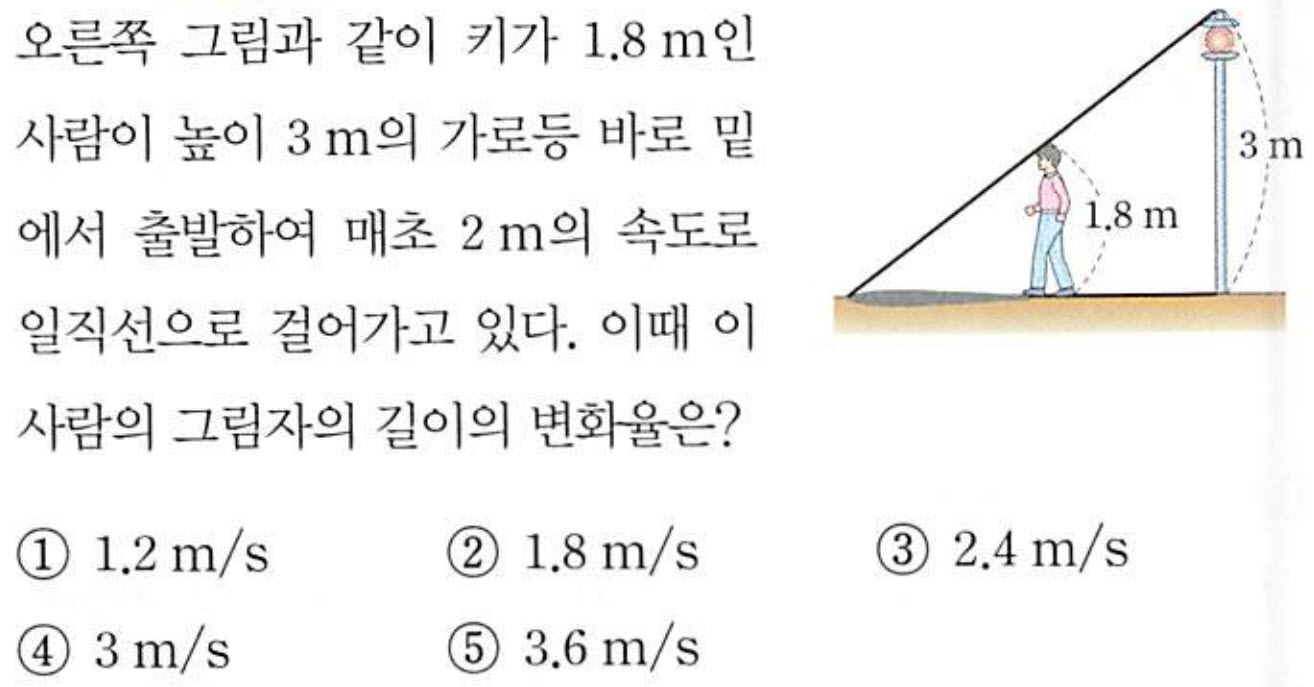 오른쪽 그림과 같이 키가 1.8 m인
사람이 높이 3 m의 가로등 바로 밑
에서 출발하여 매초 2 m의 속도로
일직선으로 걸어가고 있다. 이때 이
사람의 그림자의 길이의 변화율은?
3 m
1.8 m
① 1.2 m/s ② 1.8 m/s ③ 2.4 m/s
④ 3 m/s ⑤ 3.6 m/s